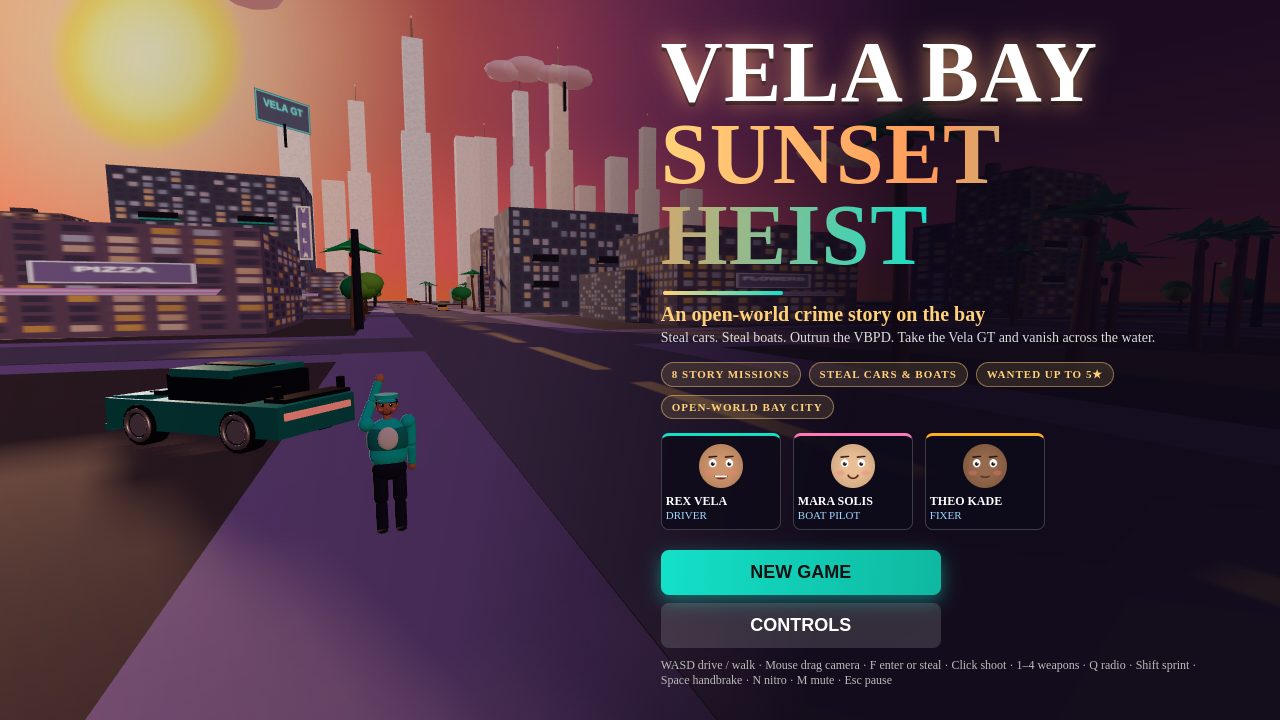 VELA BAY
SUNSET
HEIST
An open-world crime story on the bay
Steal cars. Steal boats. Outrun the VBPD. Take the Vela GT and vanish across the water.
8 STORY MISSIONS
STEAL CARS & BOATS
WANTED UP TO 5★
OPEN-WORLD BAY CITY
REX VELA
DRIVER
MARA SOLIS
BOAT PILOT
THEO KADE
FIXER
NEW GAME
CONTROLS
WASD drive / walk · Mouse drag camera · F enter or steal · Click shoot · 1–4 weapons · Q radio · Shift sprint ·
Space handbrake · N nitro · M mute · Esc pause
VELA GT
VELA
PIZZA
FLOWERS